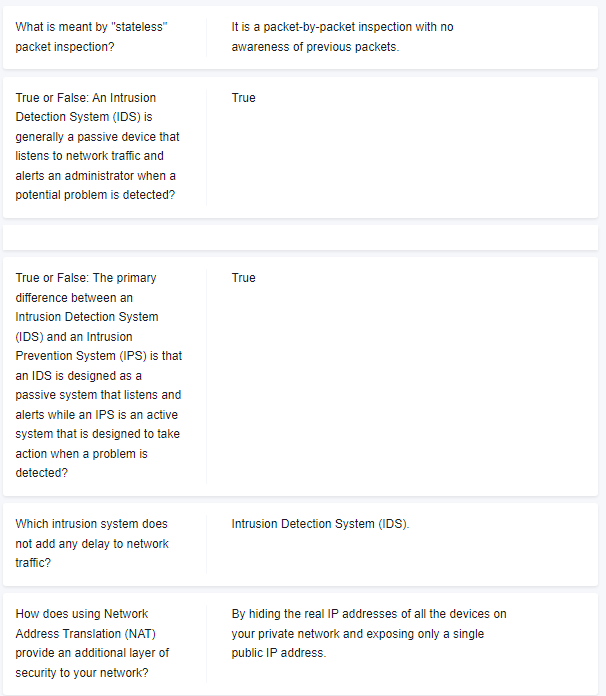 What is meant by "stateless"
packet inspection?
It is a packet-by-packet inspection with no
awareness of previous packets.
True or False: An Intrusion
Detection System (IDS) is
generally a passive device that
listens to network traffic and
alerts an administrator when a
potential problem is detected?
True
True or False: The primary
difference between an
Intrusion Detection System
(IDS) and an Intrusion
Prevention System (IPS) is that
an IDS is designed as a
passive system that listens and
alerts while an IPS is an active
system that is designed to take
action when a problem is
detected?
True
Which intrusion system does
not add any delay to network
traffic?
Intrusion Detection System (IDS).
How does using Network
Address Translation (NAT)
provide an additional layer of
security to your network?
By hiding the real IP addresses of all the devices on
your private network and exposing only a single
public IP address.